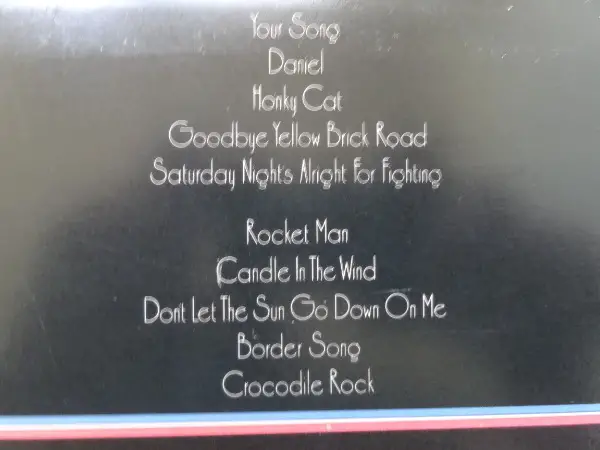 Your Song
Daniel
Honky Cat
Goodbye Yellow Brick Road
Saturday Night's Alright For Fighting
Rocket Man
Candle In The Wind
Don't Let The Sun Go Down On Me
Border Song
Crocodile Rock